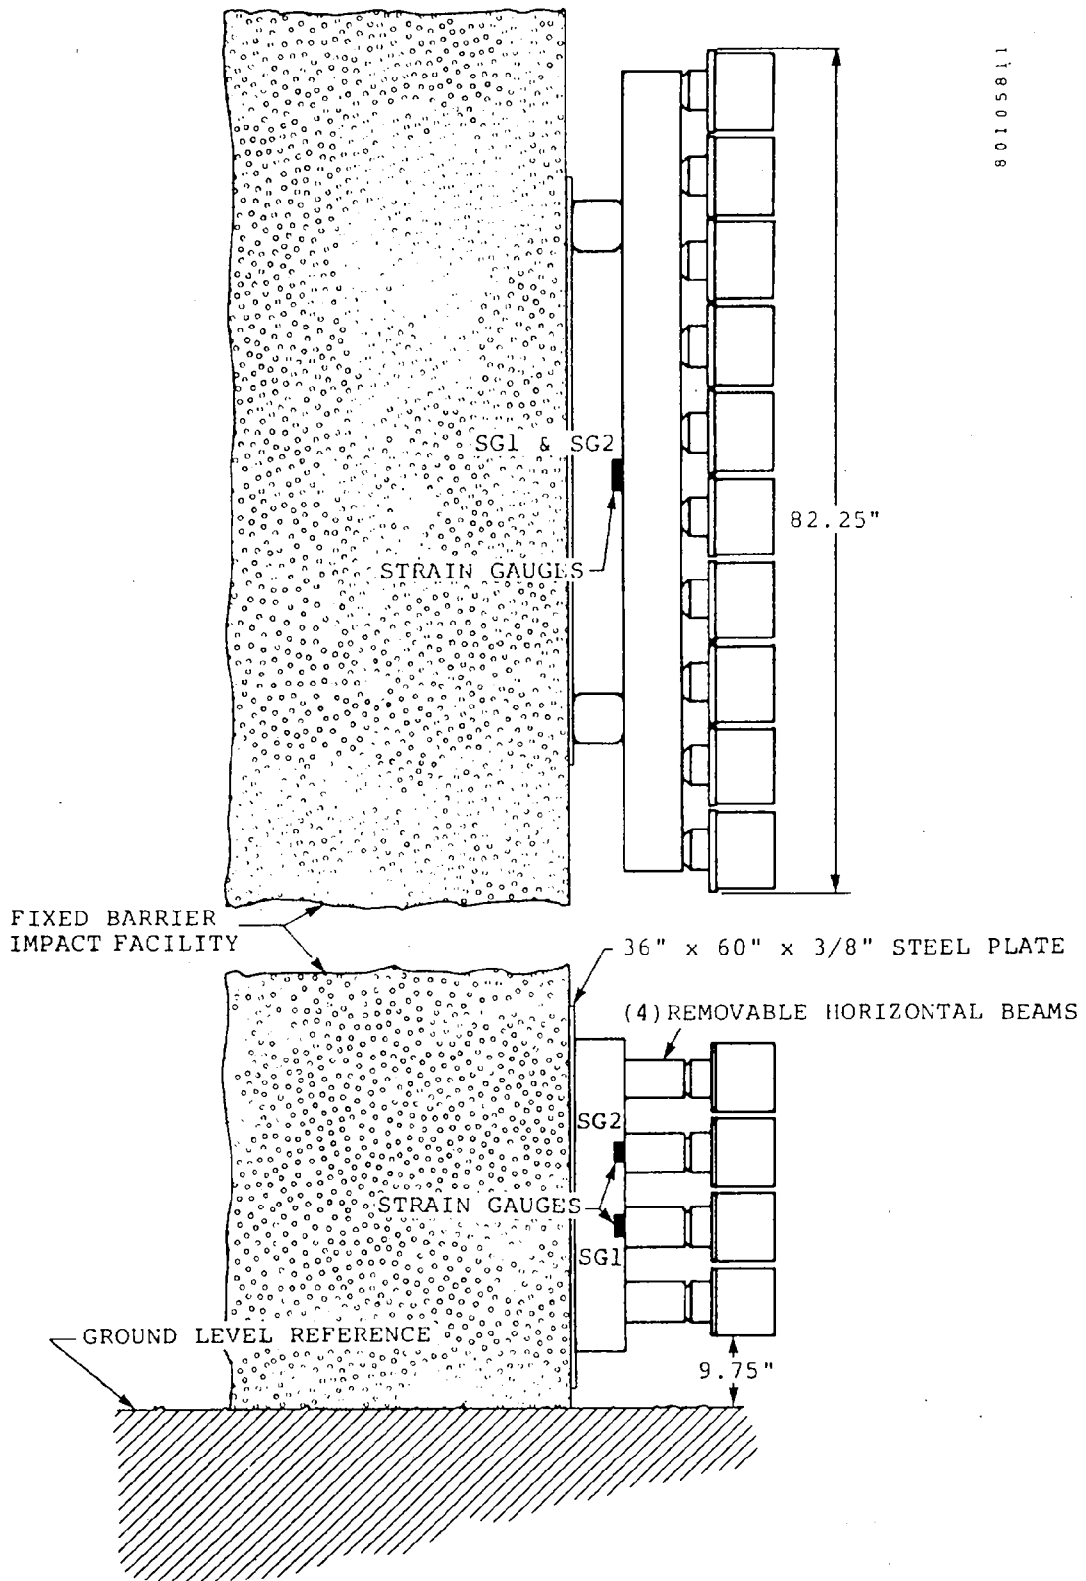 80105811
SG1 & SG2
82.25"
STRAIN GAUGES
FIXED BARRIER
IMPACT FACILITY
36" x 60" x 3/8" STEEL PLATE
(4) REMOVABLE HORIZONTAL BEAMS
SG2
STRAIN GAUGES
SG1
GROUND LEVEL REFERENCE
9.75"